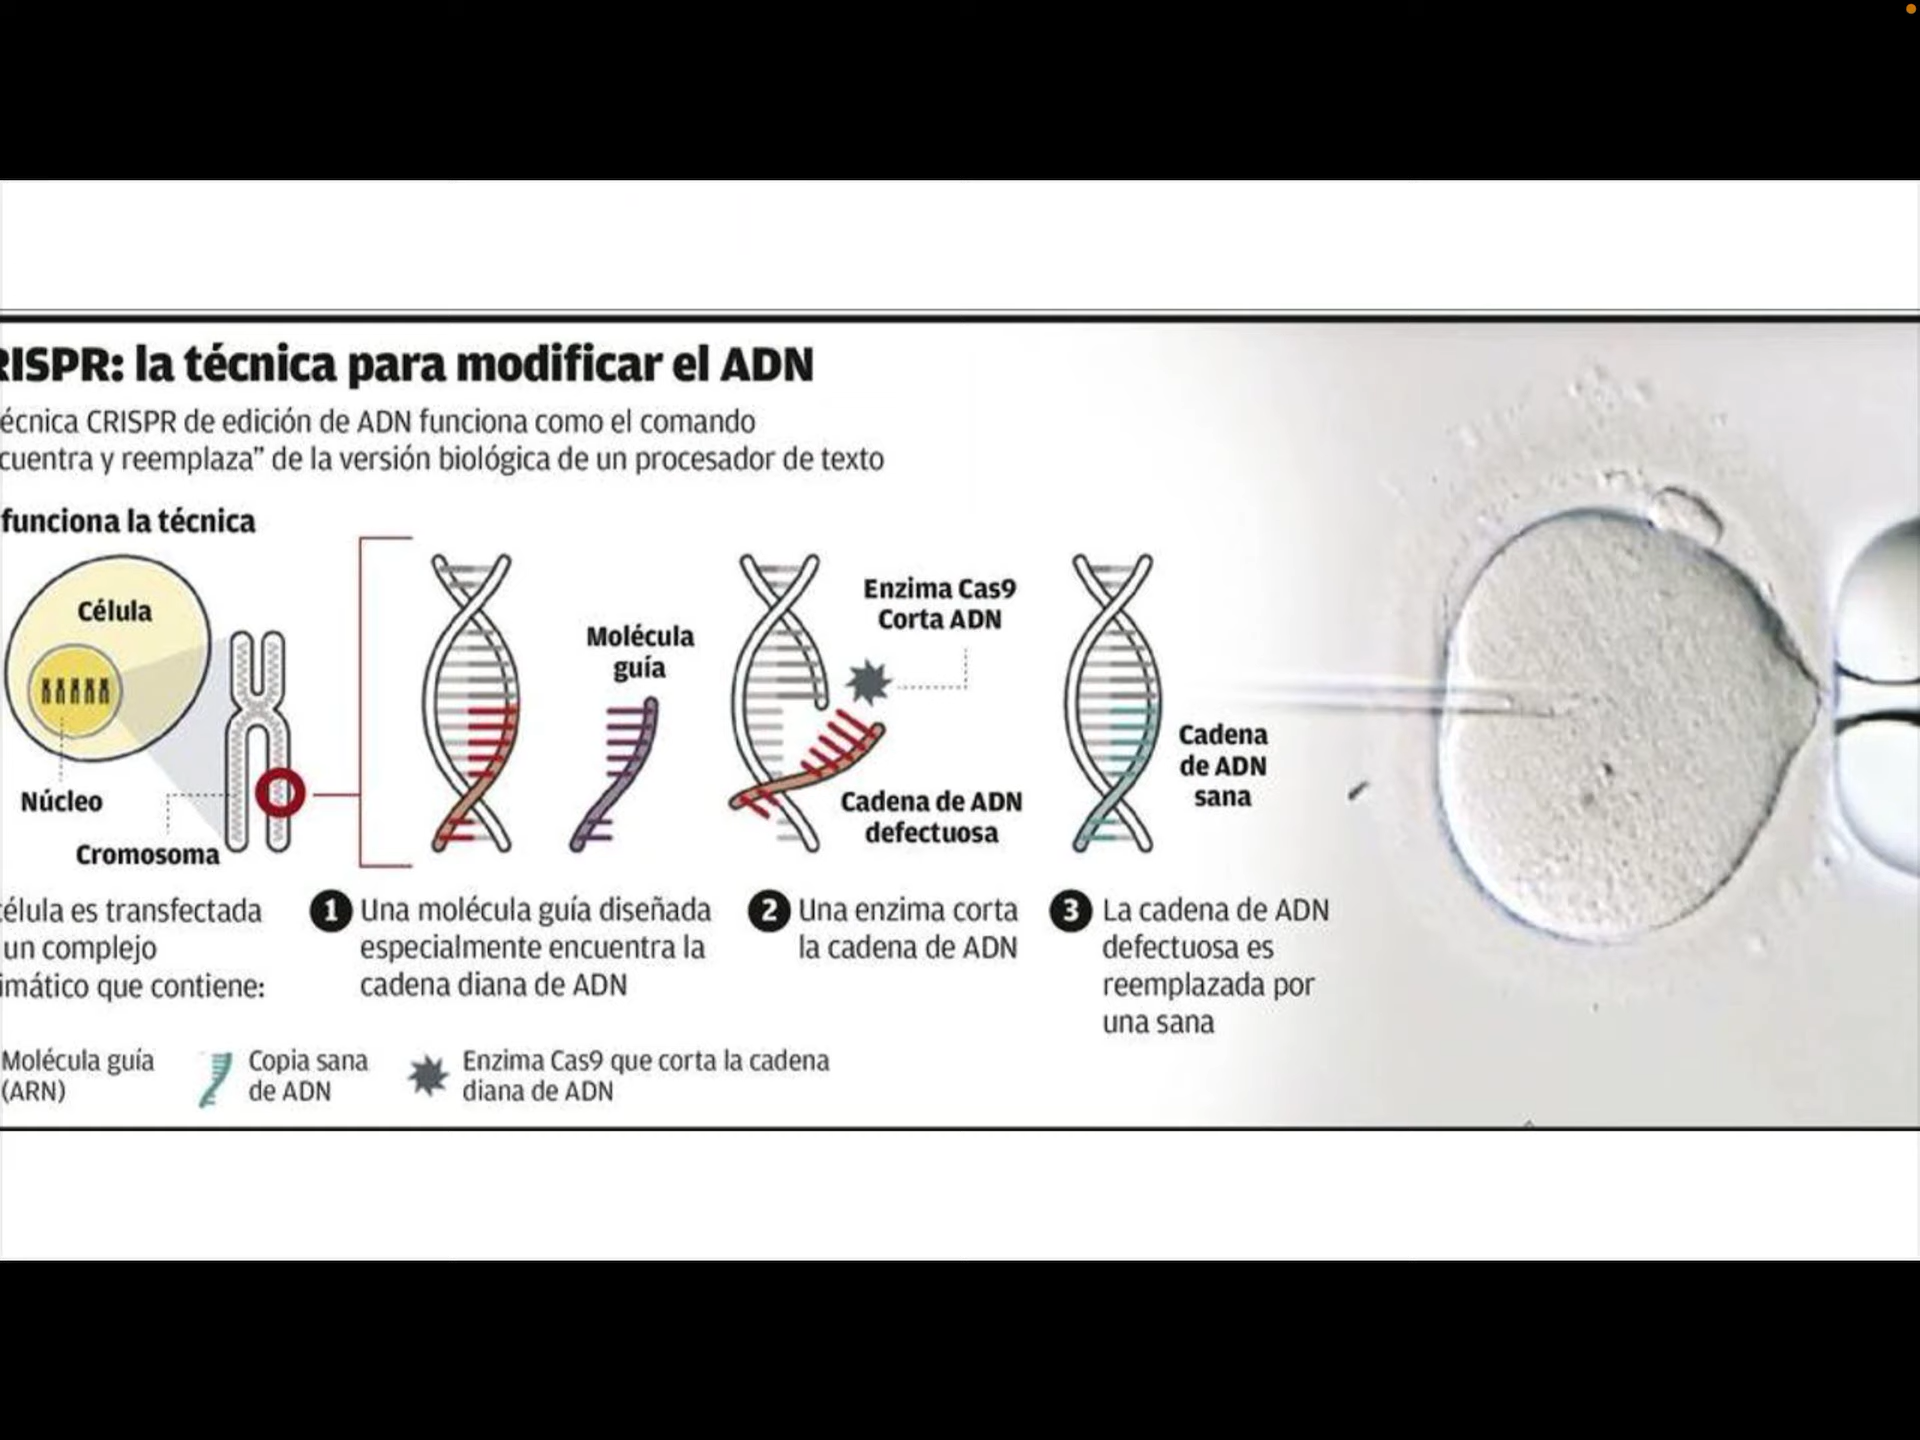 RISPR: la técnica para modificar el ADN
écnica CRISPR de edición de ADN funciona como el comando
cuentra y reemplaza” de la versión biológica de un procesador de texto
funciona la técnica
Célula
Núcleo
Cromosoma
Molécula
guía
Enzima Cas9
Corta ADN
Cadena de ADN
defectuosa
Cadena
de ADN
sana
célula es transfectada
un complejo
imático que contiene:
1 Una molécula guía diseñada
especialmente encuentra la
cadena diana de ADN
2 Una enzima corta
la cadena de ADN
3 La cadena de ADN
defectuosa es
reemplazada por
una sana
Molécula guía
(ARN)
Copia sana
de ADN
Enzima Cas9 que corta la cadena
diana de ADN